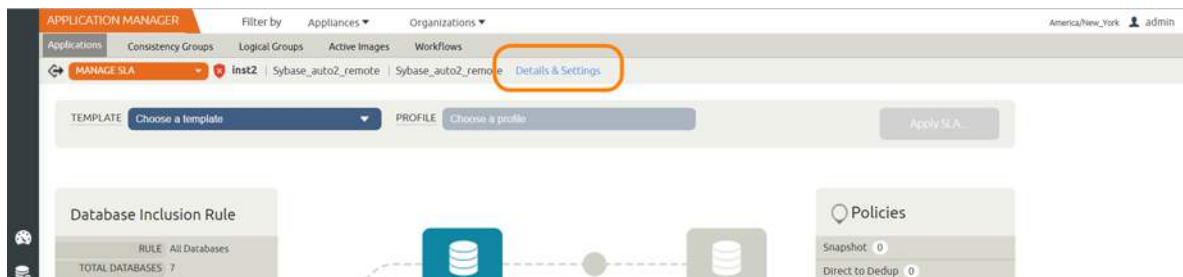 APPLICATION MANAGER Filter by Appliances Organizations America/New_York admin
Applications Consistency Groups Logical Groups Active Images Workflows
MANAGE SLA inst2 | Sybase_auto2_remote | Sybase_auto2_remote Details & Settings
TEMPLATE Choose a template PROFILE Choose a profile Apply SLA...
Database Inclusion Rule
RULE All Databases
TOTAL DATABASES 7
Policies
Snapshot 0
Direct to Dedup 0